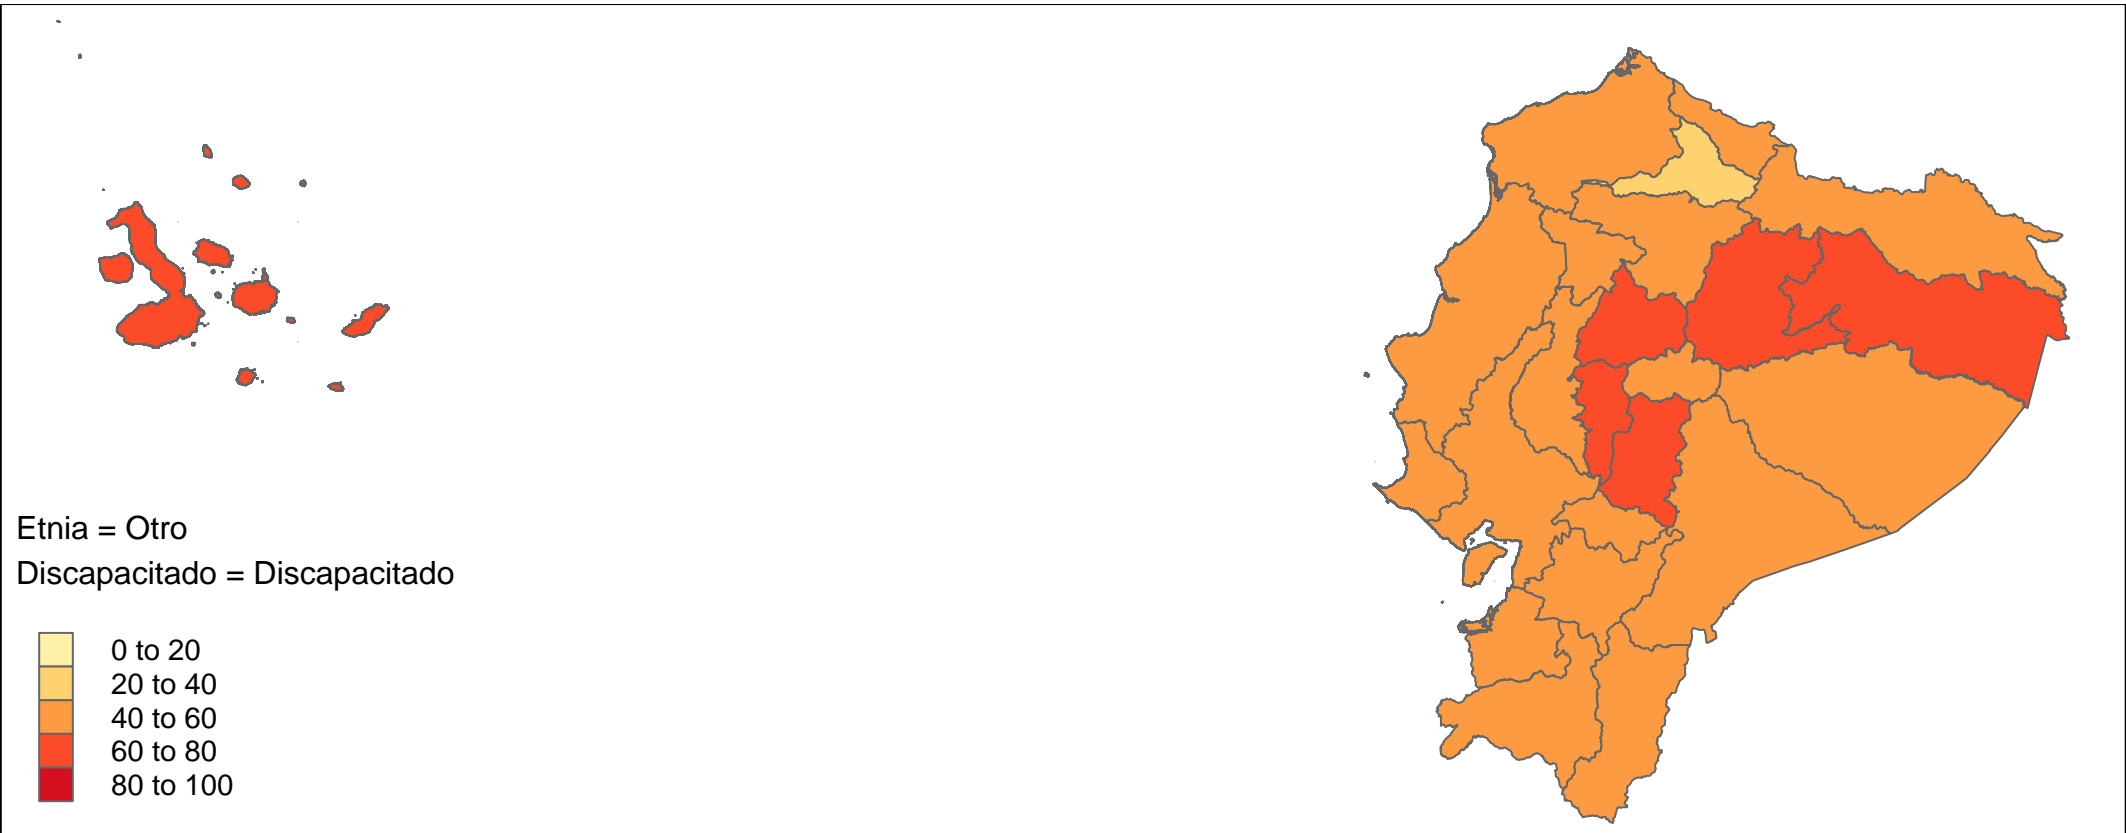 Etnia = Otro
Discapacitado = Discapacitado
0 to 20
20 to 40
40 to 60
60 to 80
80 to 100